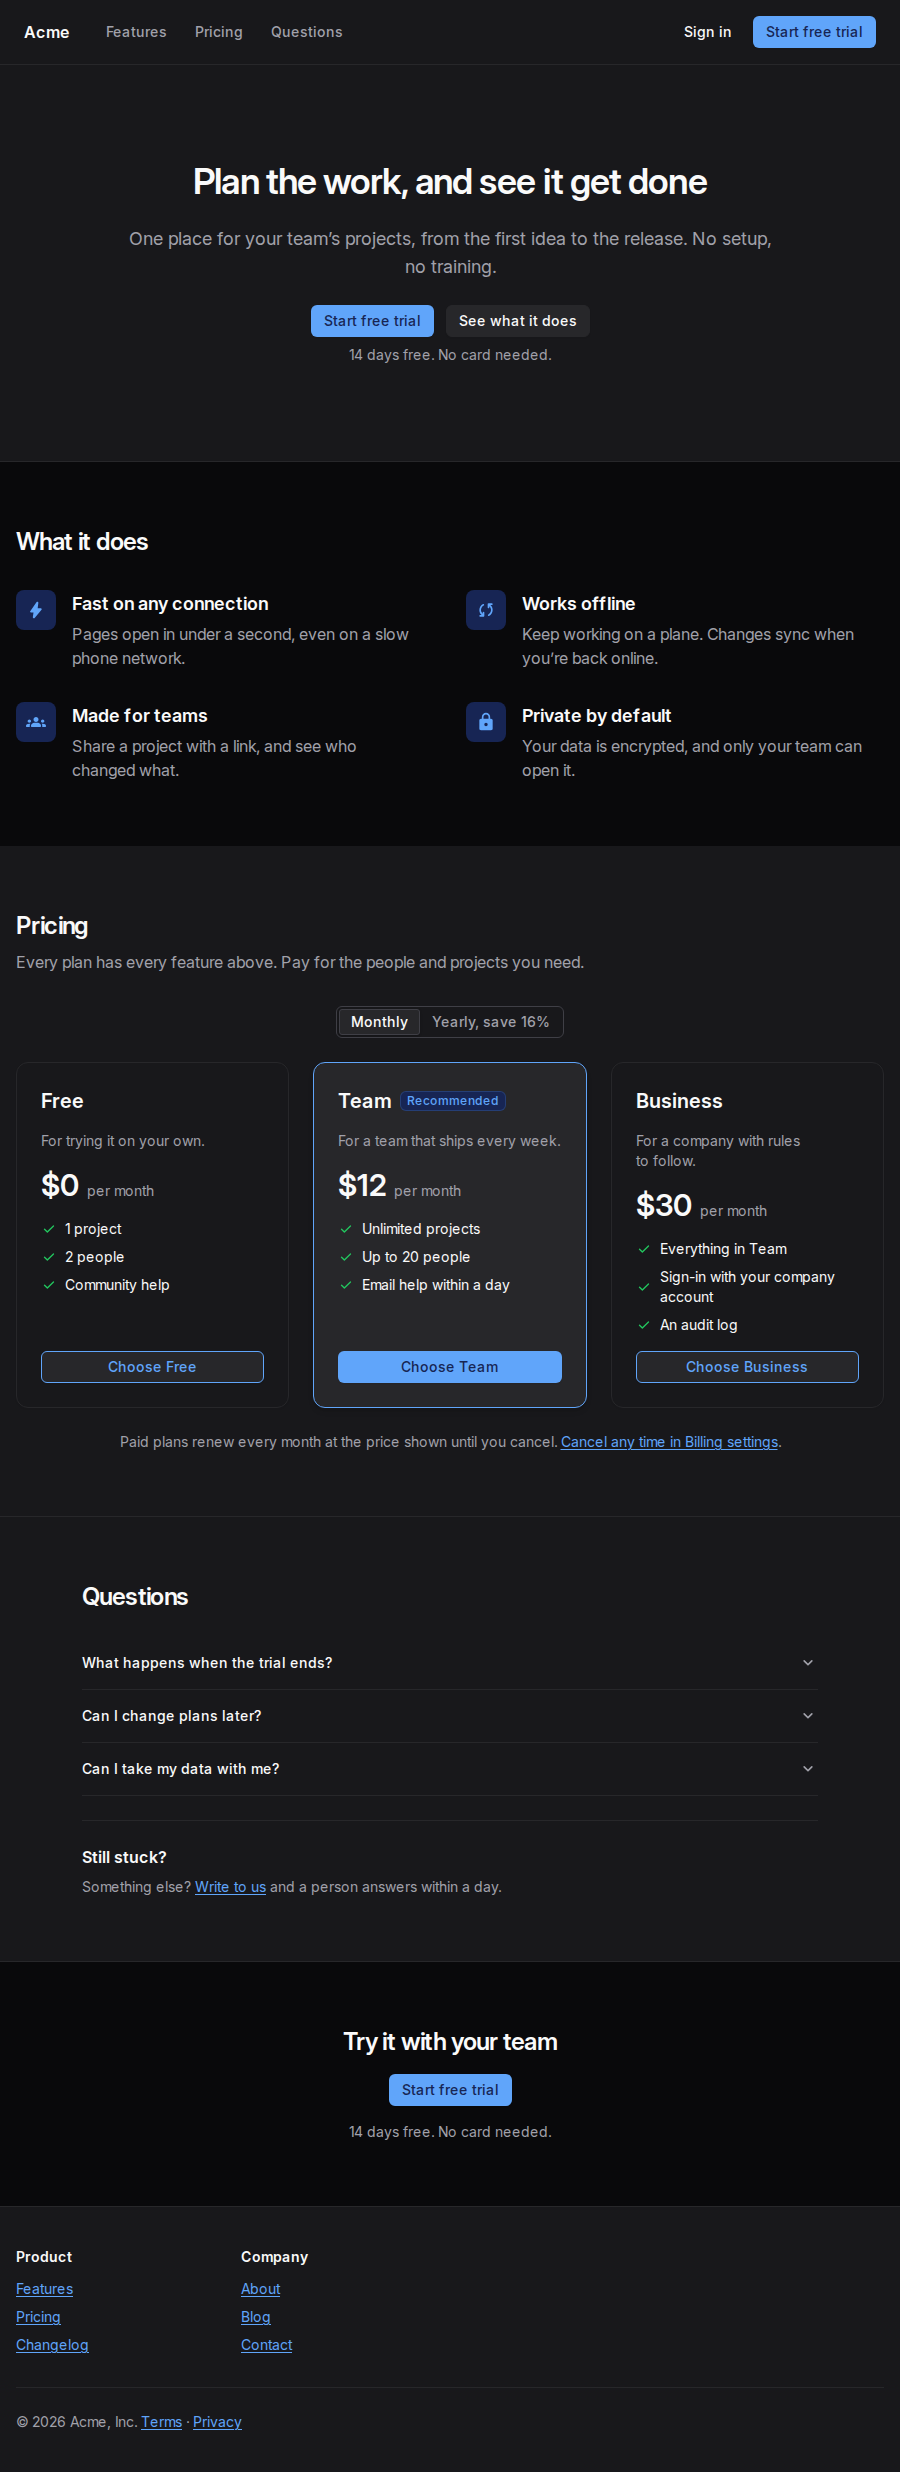 Acme Features Pricing Questions Sign in Start free trial
Plan the work, and see it get done
One place for your team’s projects, from the first idea to the release. No setup,
no training.
Start free trial See what it does
14 days free. No card needed.
What it does
Fast on any connection
Pages open in under a second, even on a slow
phone network.
Works offline
Keep working on a plane. Changes sync when
you’re back online.
Made for teams
Share a project with a link, and see who
changed what.
Private by default
Your data is encrypted, and only your team can
open it.
Pricing
Every plan has every feature above. Pay for the people and projects you need.
Monthly Yearly, save 16%
Free
For trying it on your own.
$0 per month
1 project
2 people
Community help
Choose Free
Team Recommended
For a team that ships every week.
$12 per month
Unlimited projects
Up to 20 people
Email help within a day
Choose Team
Business
For a company with rules
to follow.
$30 per month
Everything in Team
Sign-in with your company
account
An audit log
Choose Business
Paid plans renew every month at the price shown until you cancel. Cancel any time in Billing settings.
Questions
What happens when the trial ends?
Can I change plans later?
Can I take my data with me?
Still stuck?
Something else? Write to us and a person answers within a day.
Try it with your team
Start free trial
14 days free. No card needed.
Product
Features
Pricing
Changelog
Company
About
Blog
Contact
© 2026 Acme, Inc. Terms · Privacy